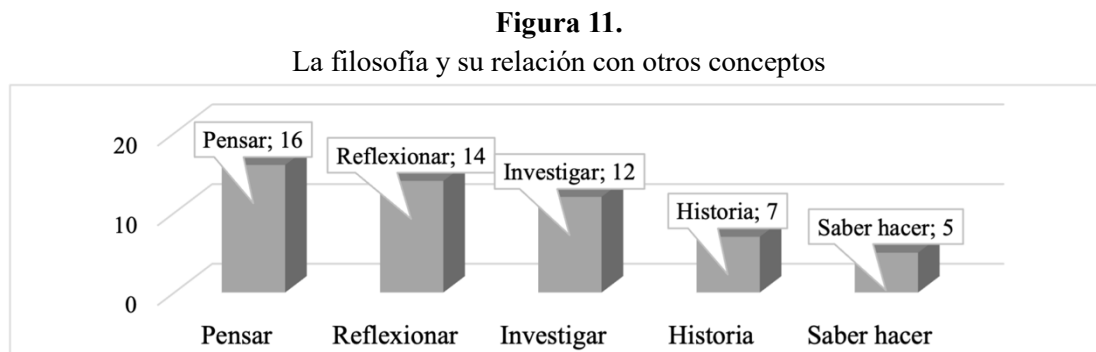 Figura 11.
La filosofía y su relación con otros conceptos
20
10
0
Pensar; 16
Reflexionar; 14
Investigar; 12
Historia; 7
Saber hacer; 5
Pensar
Reflexionar
Investigar
Historia
Saber hacer